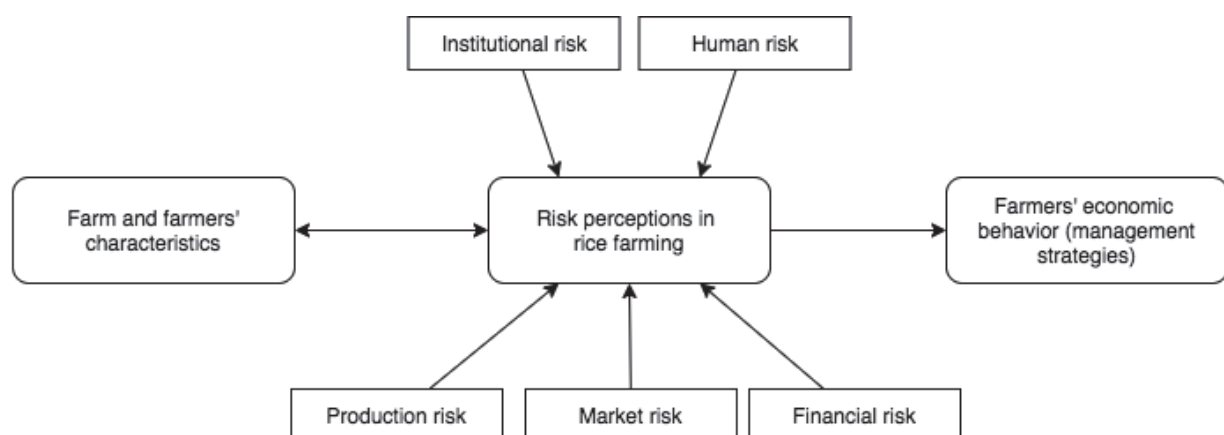 Institutional risk
Human risk
Farm and farmers'
characteristics
Risk perceptions in
rice farming
Farmers' economic
behavior (management
strategies)
Production risk
Market risk
Financial risk